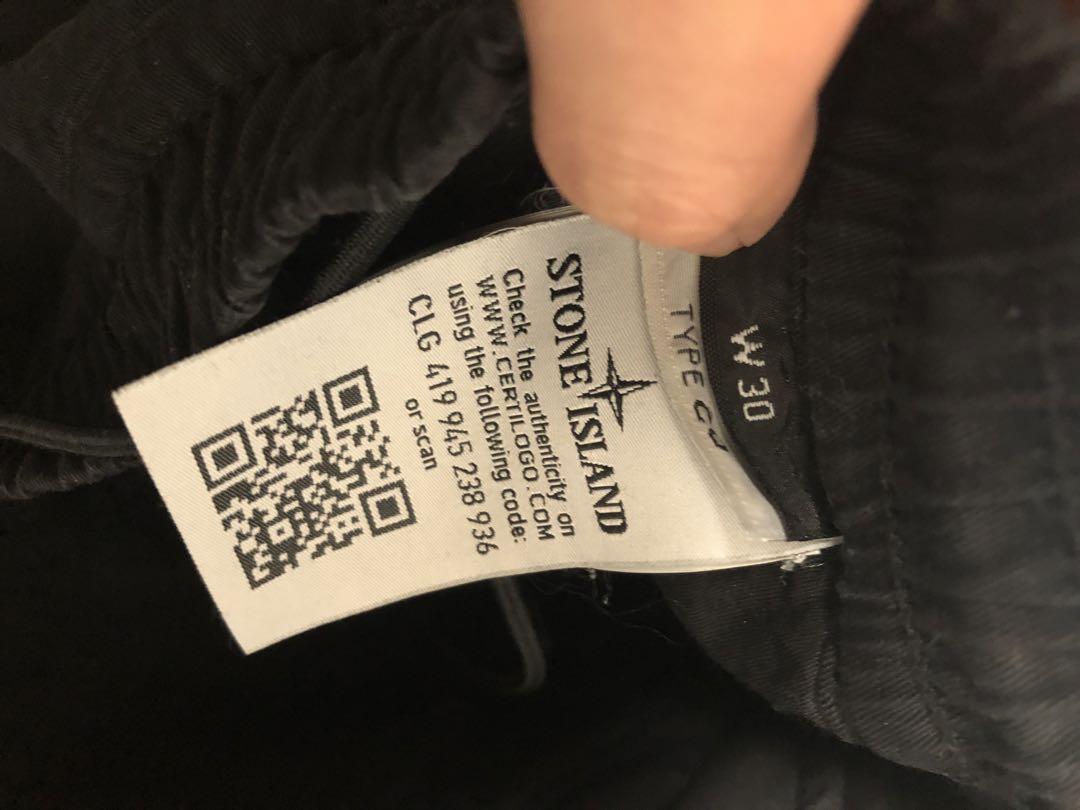 W 30
TYPE CJ
STONE ISLAND
Check the authenticity on
WWW.CERTILOGO.COM
using the following code:
CLG 419 945 238 936
or scan